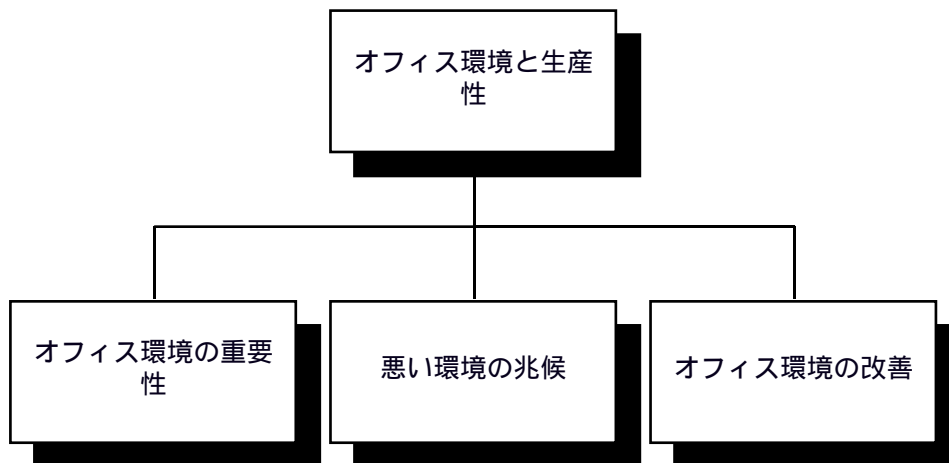 オフィス環境と生産
性
オフィス環境の重要
性
悪い環境の兆候
オフィス環境の改善